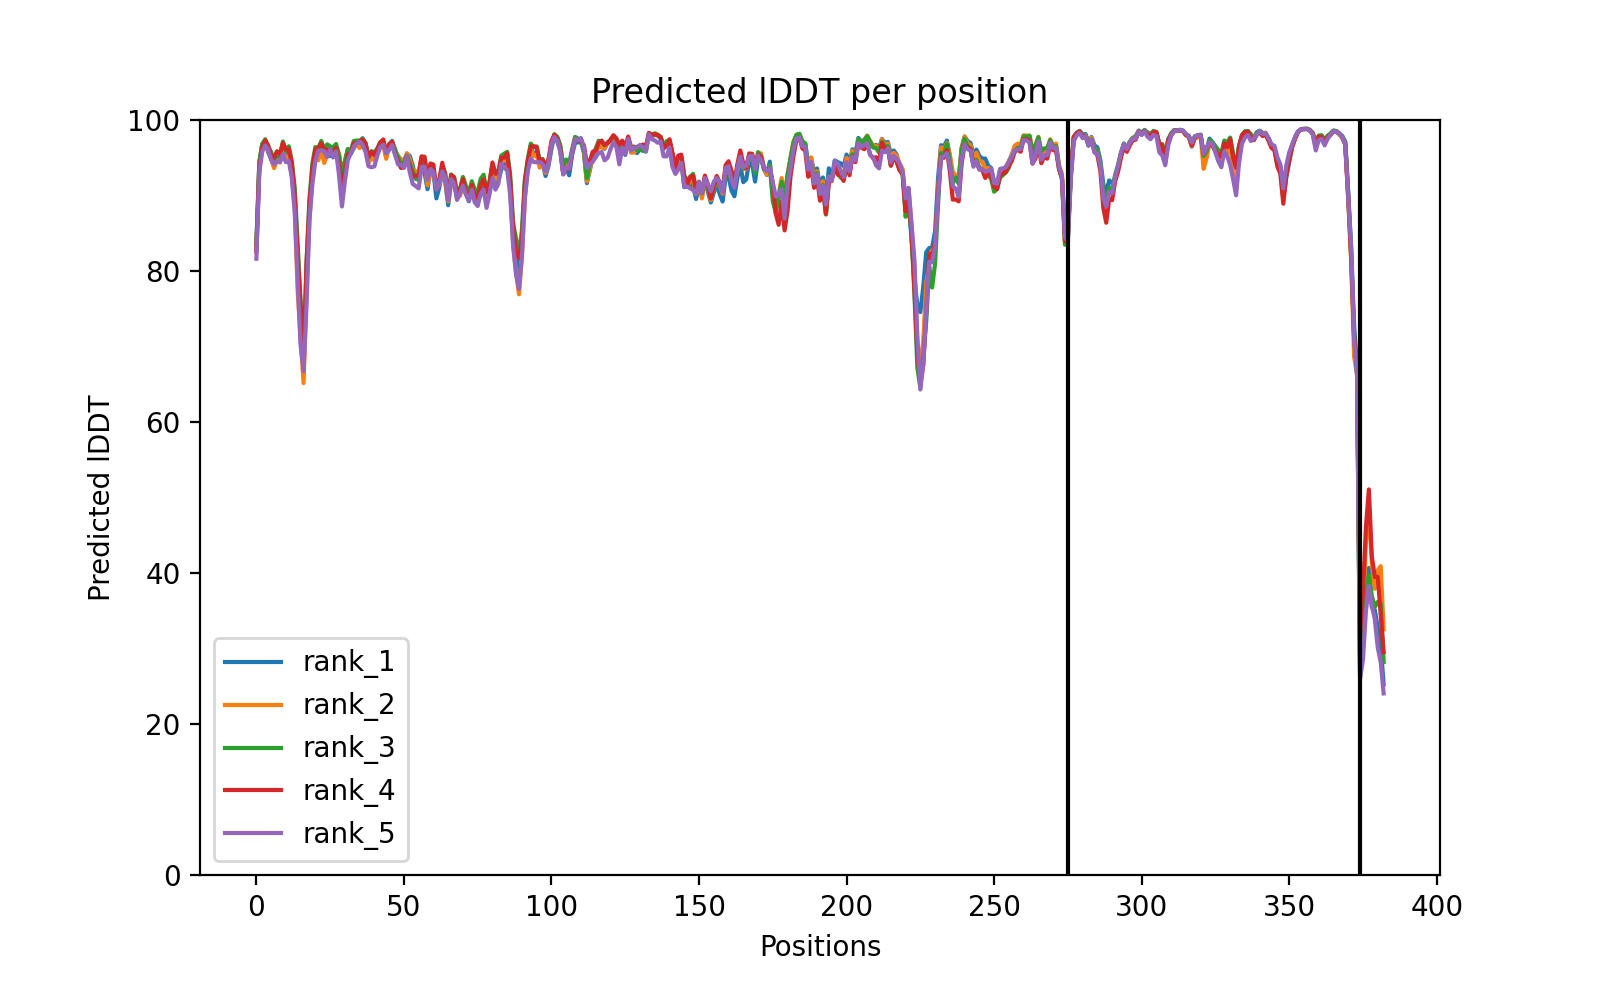 Predicted lDDT per position
100
80
60
40
20
0
Predicted lDDT
rank_1
rank_2
rank_3
rank_4
rank_5
0 50 100 150 200 250 300 350 400
Positions